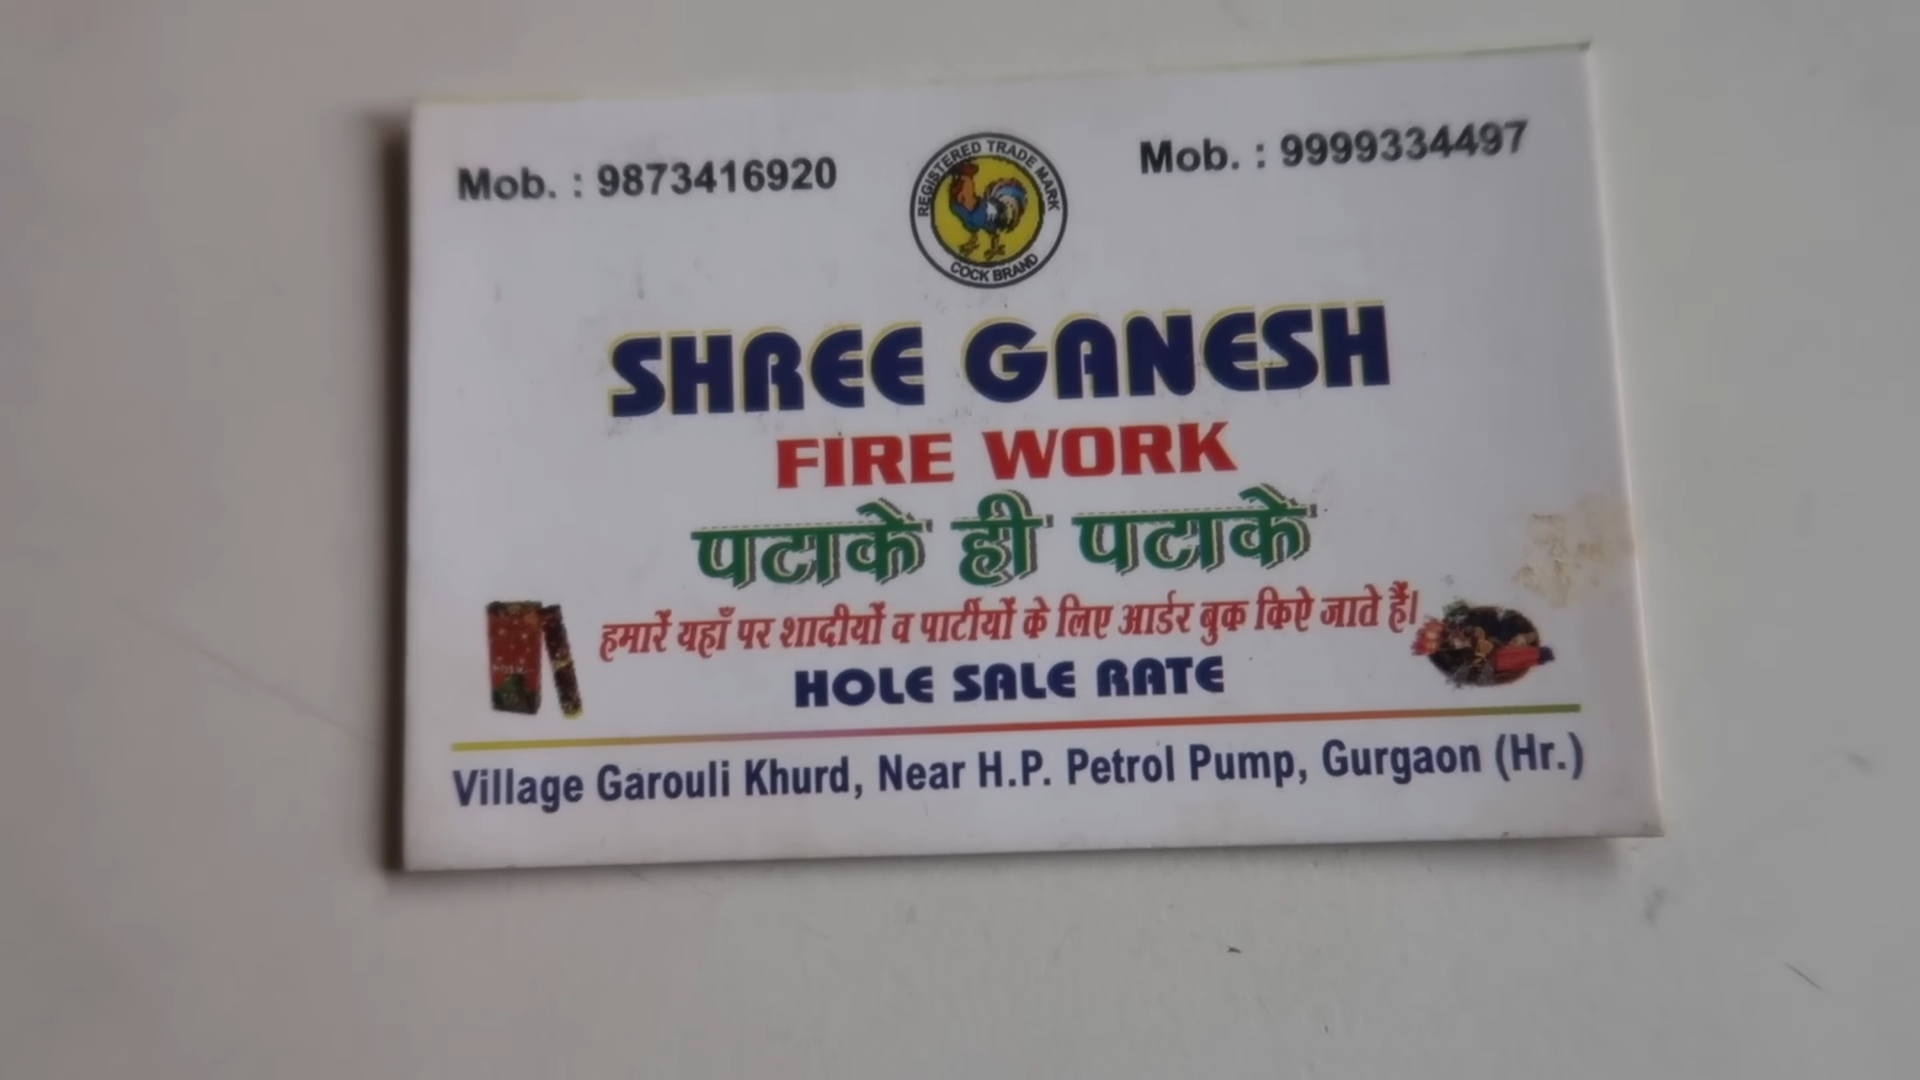 Mob. : 9873416920
REGISTERED TRADE MARK
COCK BRAND
Mob. : 9999334497
SHREE GANESH
FIRE WORK
पटाके ही पटाके
हमारें यहाँ पर शादीयों व पार्टीयों के लिए आर्डर बुक किऐ जाते हैं।
HOLE SALE RATE
Village Garouli Khurd, Near H.P. Petrol Pump, Gurgaon (Hr.)